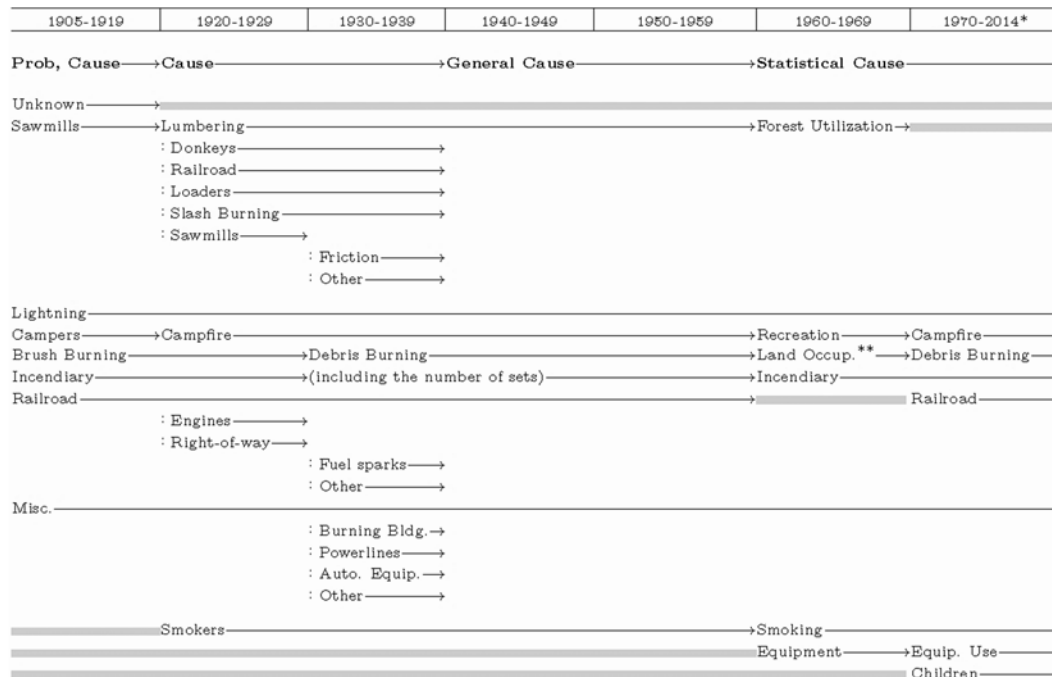 1905-1919 1920-1929 1930-1939 1940-1949 1950-1959 1960-1969 1970-2014*
Prob, Cause Cause General Cause Statistical Cause
Unknown
Sawmills Lumbering Forest Utilization
: Donkeys
: Railroad
: Loaders
: Slash Burning
: Sawmills
: Friction
: Other
Lightning
Campers Campfire Recreation Campfire
Brush Burning Debris Burning Land Occup.** Debris Burning
Incendiary (including the number of sets) Incendiary
Railroad Railroad
: Engines
: Right-of-way
: Fuel sparks
: Other
Misc.
: Burning Bldg.
: Powerlines
: Auto. Equip.
: Other
Smokers Smoking
Equipment Equip. Use
Children